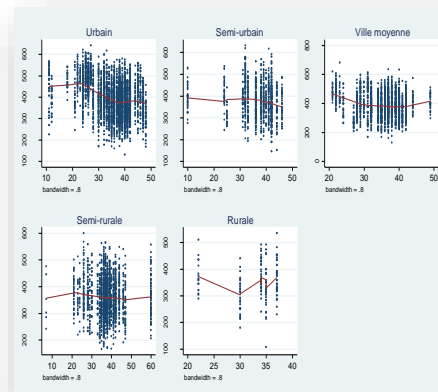 Urbain
600
500
400
300
200
100
10 20 30 40 50
bandwidth = .8
Semi-urbain
600
500
400
300
200
100
10 20 30 40 50
bandwidth = .8
Ville moyenne
800
600
400
200
0
20 30 40 50
bandwidth = .8
Semi-rurale
600
500
400
300
200
10 20 30 40 50 60
bandwidth = .8
Rurale
500
400
300
200
100
20 25 30 35 40
bandwidth = .8